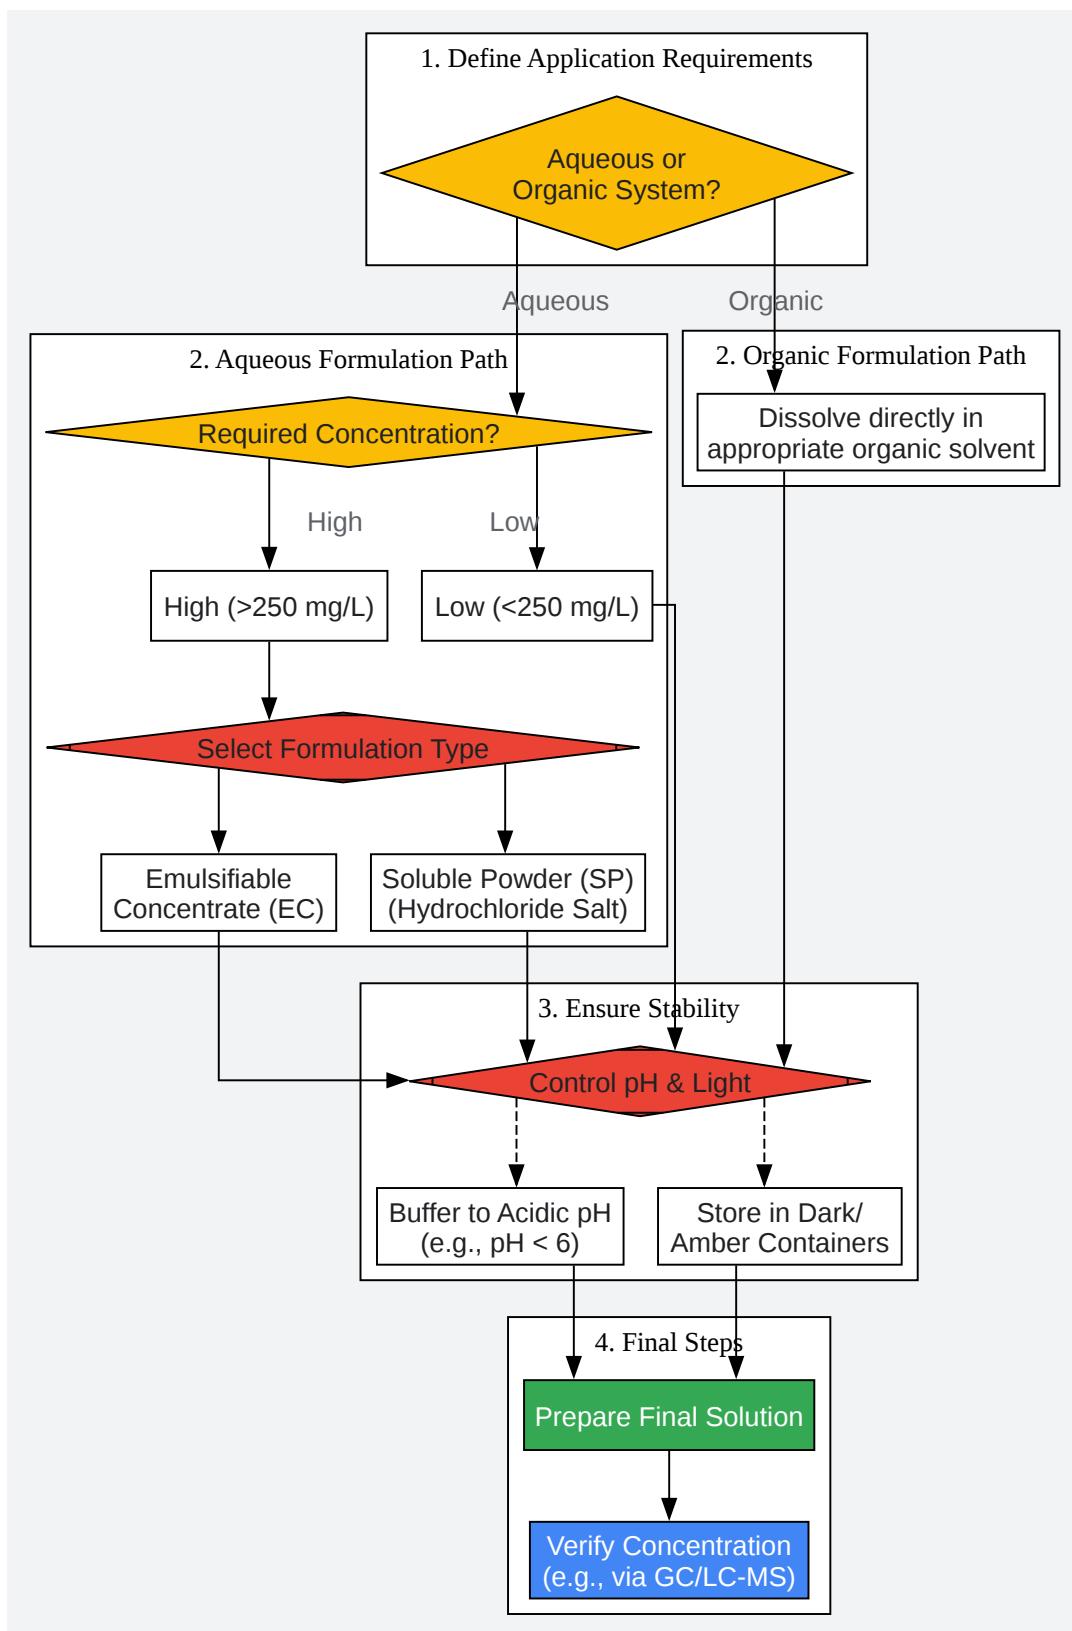 1. Define Application Requirements
Aqueous or
Organic System?
Aqueous
Organic
2. Aqueous Formulation Path
2. Organic Formulation Path
Required Concentration?
Dissolve directly in
appropriate organic solvent
High
Low
High (>250 mg/L)
Low (<250 mg/L)
Select Formulation Type
Emulsifiable
Concentrate (EC)
Soluble Powder (SP)
(Hydrochloride Salt)
3. Ensure Stability
Control pH & Light
Buffer to Acidic pH
(e.g., pH < 6)
Store in Dark/
Amber Containers
4. Final Steps
Prepare Final Solution
Verify Concentration
(e.g., via GC/LC-MS)